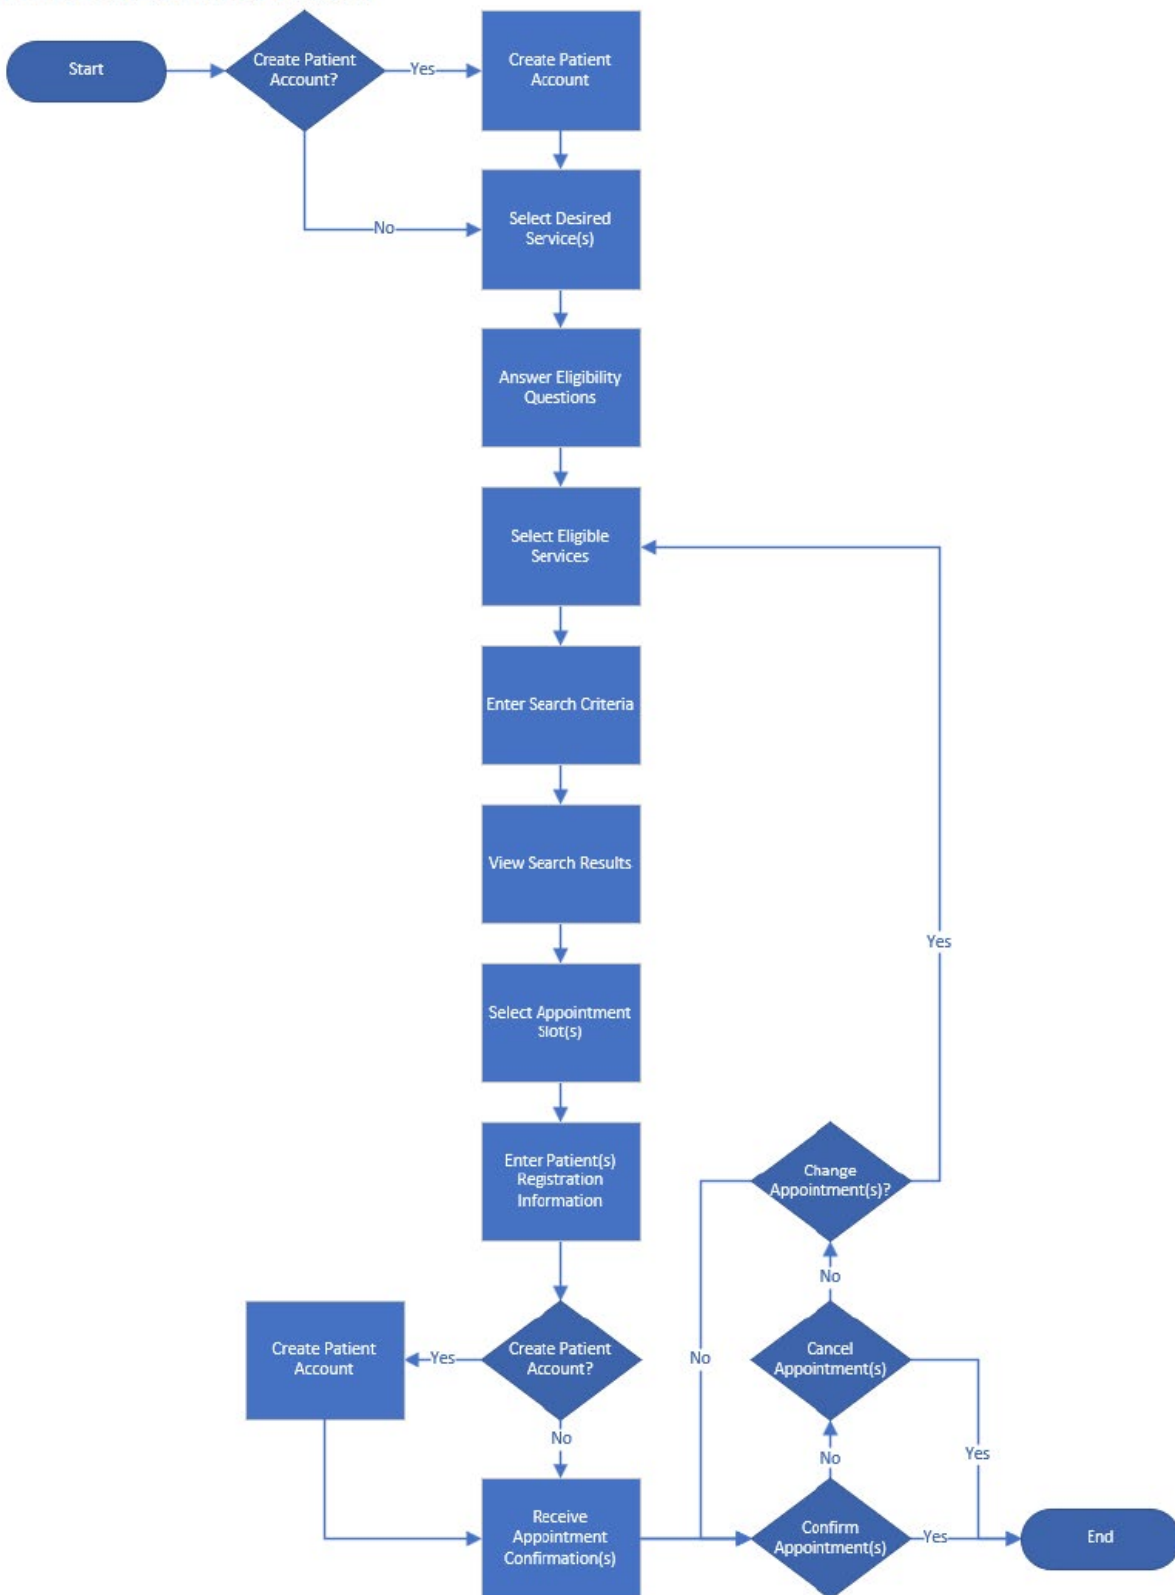 Start
Create Patient
Account?
Yes
Create Patient
Account
No
Select Desired
Service(s)
Answer Eligibility
Questions
Select Eligible
Services
Enter Search Criteria
View Search Results
Yes
Select Appointment
Slot(s)
Enter Patient(s)
Registration
Information
Change
Appointment(s)?
No
Create Patient
Account
Yes
Create Patient
Account?
No
Cancel
Appointment(s)
No
No
Yes
Receive
Appointment
Confirmation(s)
Confirm
Appointment(s)
Yes
End